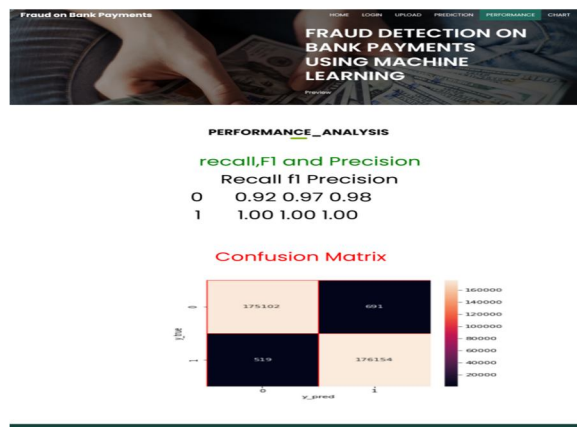 Fraud on Bank Payments
HOME LOGIN UPLOAD PREDICTION PERFORMANCE CHART
FRAUD DETECTION ON
BANK PAYMENTS
USING MACHINE
LEARNING
Preview
PERFORMANCE_ANALYSIS
recall,F1 and Precision
Recall f1 Precision
0 0.92 0.97 0.98
1 1.00 1.00 1.00
Confusion Matrix
0 175102 691
1 519 176154
y_true
0 1
y_pred
160000
140000
120000
100000
80000
60000
40000
20000